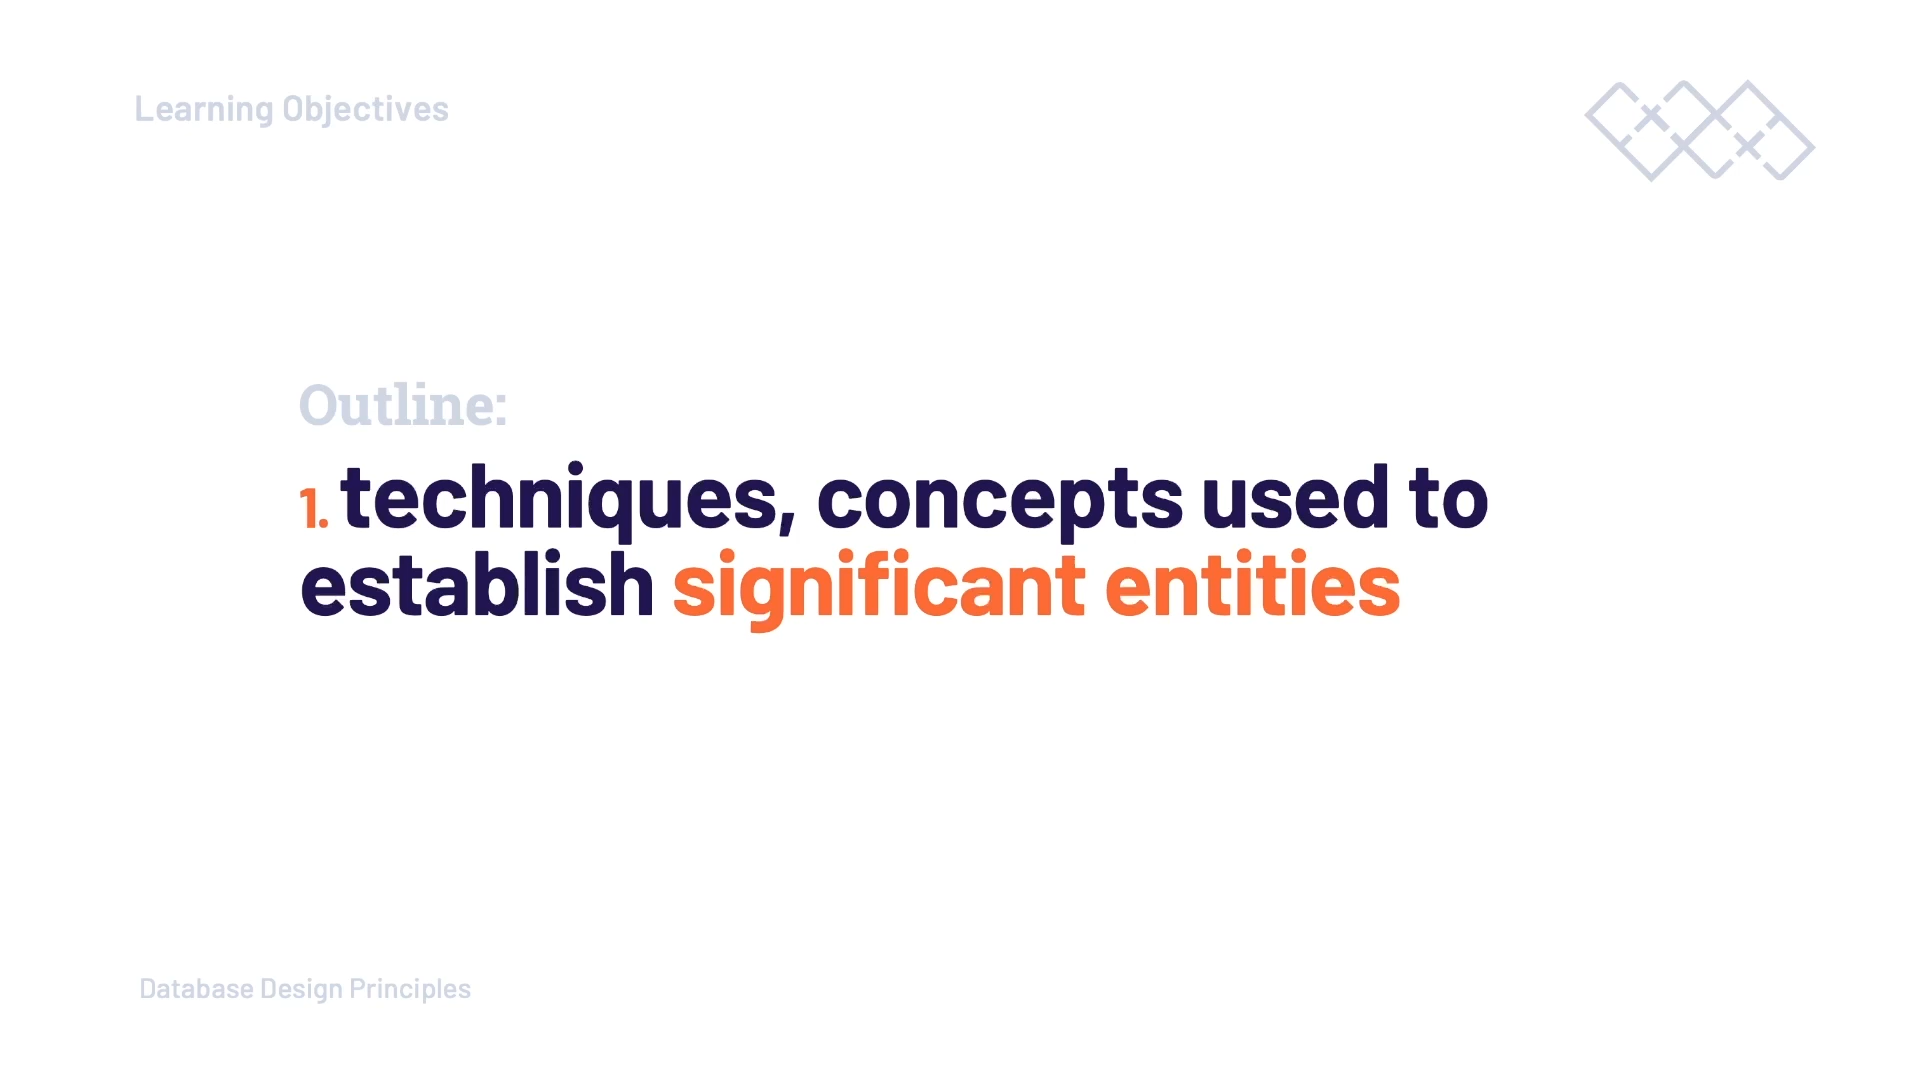 Learning Objectives
Outline:
1. techniques, concepts used to
establish significant entities
Database Design Principles